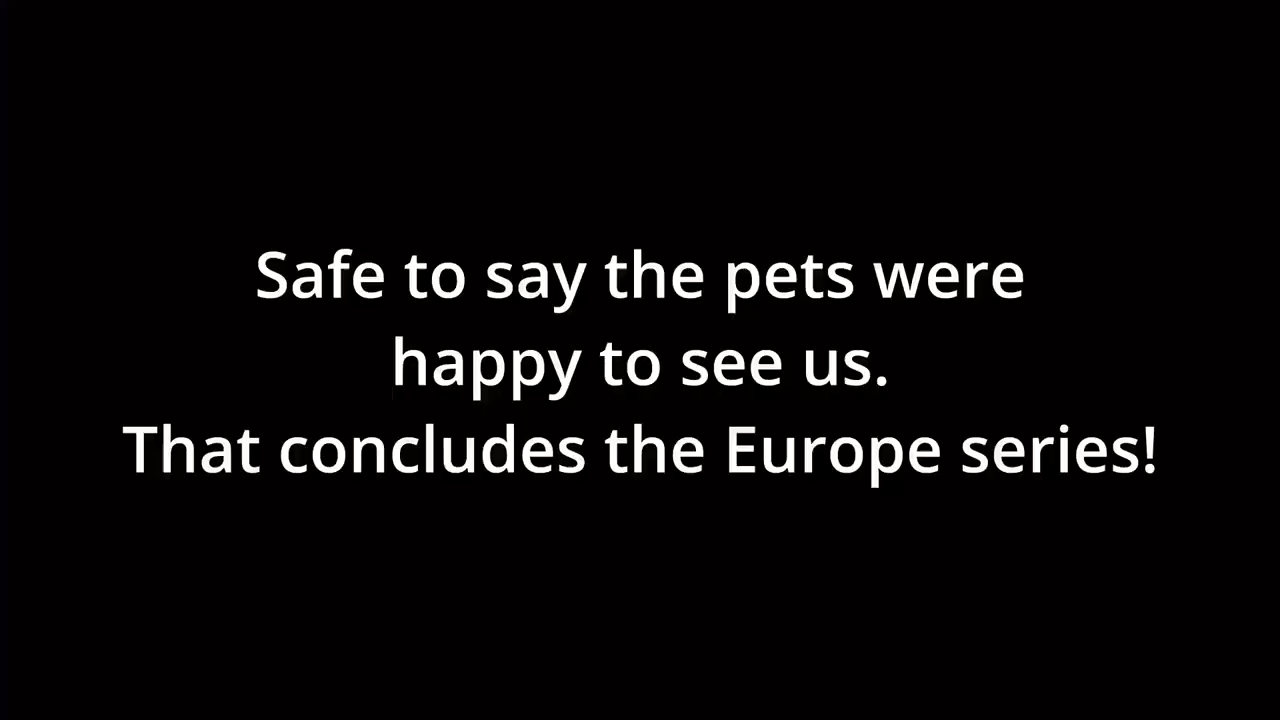 Safe to say the pets were
happy to see us.
That concludes the Europe series!